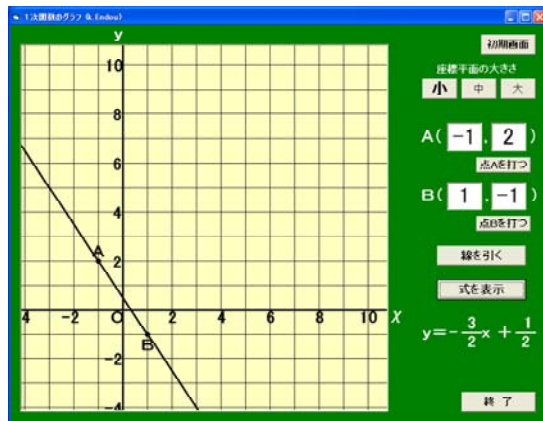 1次関数のグラフ (K.Endou)
初期画面
座標平面の大きさ
小 中 大
A( -1 , 2 )
点Aを打つ
B( 1 , -1 )
点Bを打つ
線を引く
式を表示
y=-3/2x+1/2
終了
y
10
8
6
4
A
2
4 -2 O 2 4 6 8 10 X
B
-2
-4